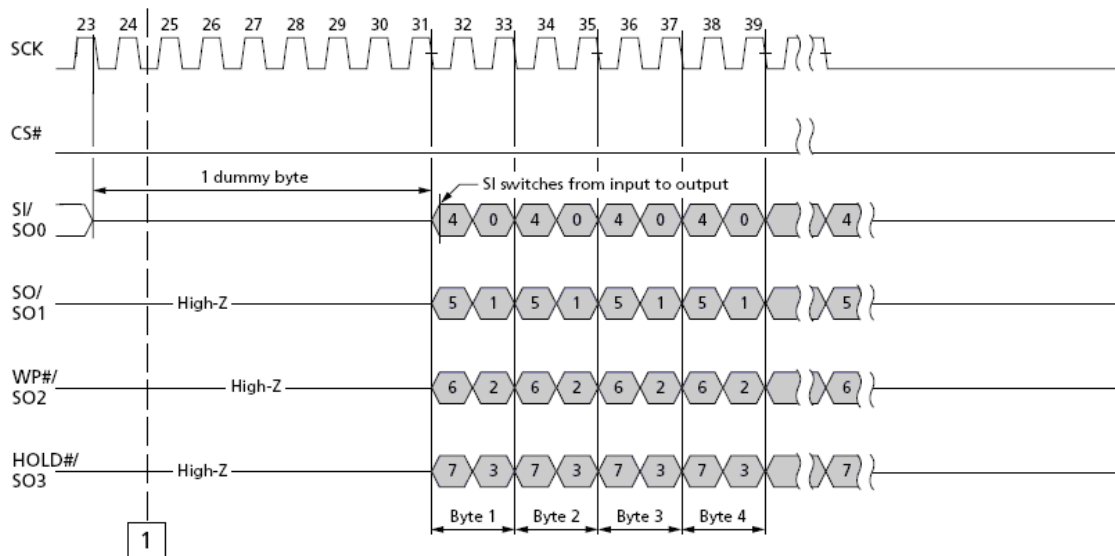 23 24 25 26 27 28 29 30 31 32 33 34 35 36 37 38 39
SCK
CS#
1 dummy byte
SI switches from input to output
SI/
SO0
4 0 4 0 4 0 4 0 4
SO/
SO1
High-Z
5 1 5 1 5 1 5 1 5
WP#/
SO2
High-Z
6 2 6 2 6 2 6 2 6
HOLD#/
SO3
High-Z
7 3 7 3 7 3 7 3 7
Byte 1 Byte 2 Byte 3 Byte 4
1